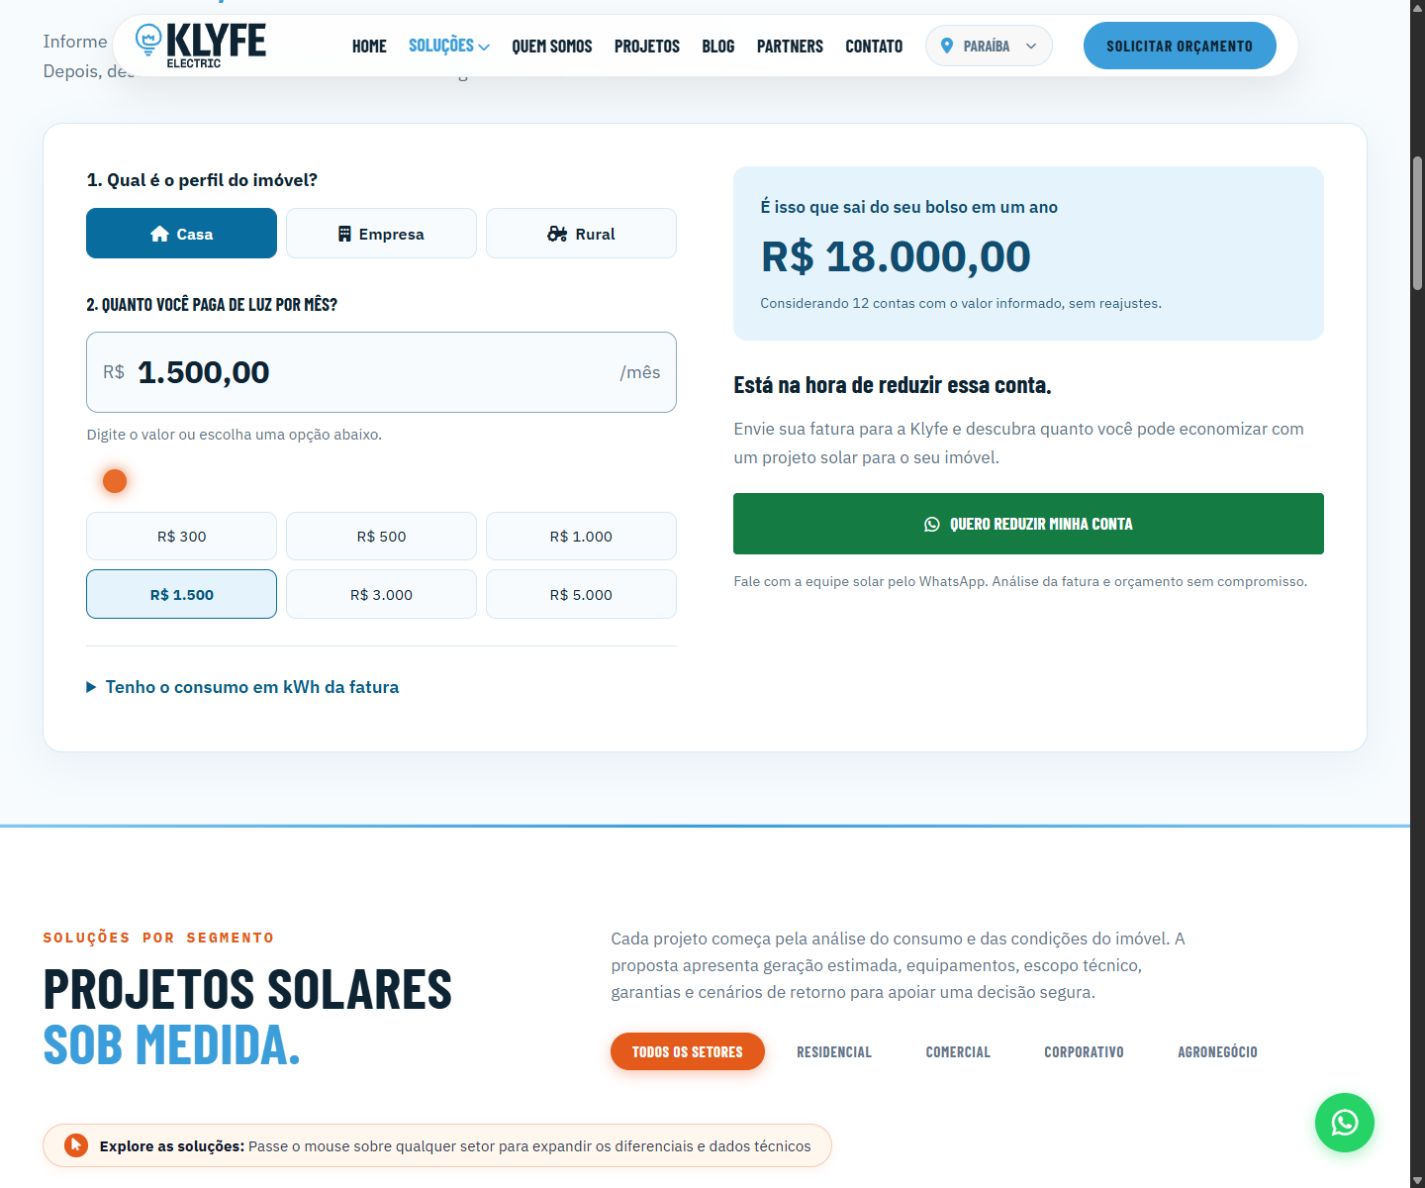 Informe
Depois, des
KLYFE
ELECTRIC
HOME
SOLUÇÕES
QUEM SOMOS
PROJETOS
BLOG
PARTNERS
CONTATO
PARAÍBA
SOLICITAR ORÇAMENTO
1. Qual é o perfil do imóvel?
Casa
Empresa
Rural
2. QUANTO VOCÊ PAGA DE LUZ POR MÊS?
R$ 1.500,00 /mês
Digite o valor ou escolha uma opção abaixo.
R$ 300
R$ 500
R$ 1.000
R$ 1.500
R$ 3.000
R$ 5.000
Tenho o consumo em kWh da fatura
É isso que sai do seu bolso em um ano
R$ 18.000,00
Considerando 12 contas com o valor informado, sem reajustes.
Está na hora de reduzir essa conta.
Envie sua fatura para a Klyfe e descubra quanto você pode economizar com
um projeto solar para o seu imóvel.
QUERO REDUZIR MINHA CONTA
Fale com a equipe solar pelo WhatsApp. Análise da fatura e orçamento sem compromisso.
SOLUÇÕES POR SEGMENTO
PROJETOS SOLARES
SOB MEDIDA.
Cada projeto começa pela análise do consumo e das condições do imóvel. A
proposta apresenta geração estimada, equipamentos, escopo técnico,
garantias e cenários de retorno para apoiar uma decisão segura.
TODOS OS SETORES
RESIDENCIAL
COMERCIAL
CORPORATIVO
AGRONEGÓCIO
Explore as soluções: Passe o mouse sobre qualquer setor para expandir os diferenciais e dados técnicos